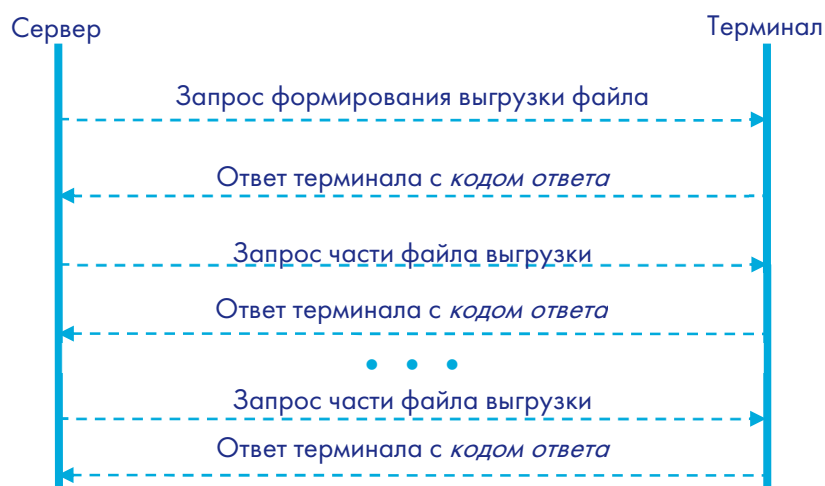 Сервер
Терминал
Запрос формирования выгрузки файла
Ответ терминала с кодом ответа
Запрос части файла выгрузки
Ответ терминала с кодом ответа
Запрос части файла выгрузки
Ответ терминала с кодом ответа